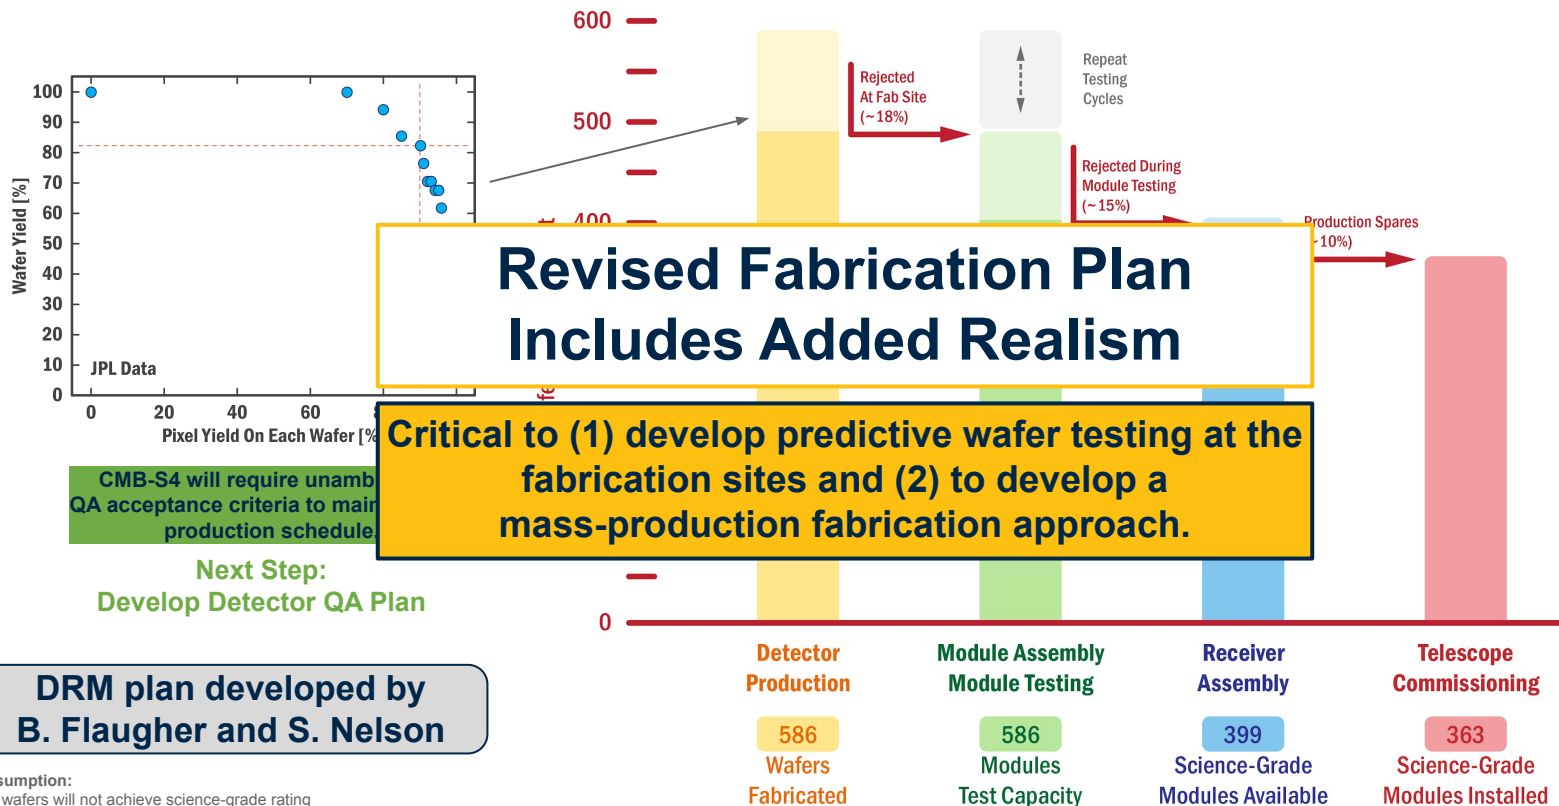 100
90
80
70
60
50
40
30
20
10
0
Wafer Yield [%]
JPL Data
0
20
40
60
Pixel Yield On Each Wafer [%
CMB-S4 will require
QA acceptance criteria to
production schedule.
Next Step:
Develop Detector QA Plan
DRM plan developed by
B. Flaugher and S. Nelson
wafers will not achieve science-grade rating
600
500
400
0
Rejected
At Fab Site
(~18%)
Repeat
Testing
Cycles
Rejected During
Module Testing
(~15%)
Production Spares
10%)
Revised Fabrication Plan
Includes Added Realism
Critical to (1) develop predictive wafer testing at the
fabrication sites and (2) to develop a
mass-production fabrication approach.
Detector
Production
586
Wafers
Fabricated
Module Assembly
Module Testing
586
Modules
Test Capacity
Receiver
Assembly
399
Science-Grade
Modules Available
Telescope
Commissioning
363
Science-Grade
Modules Installed